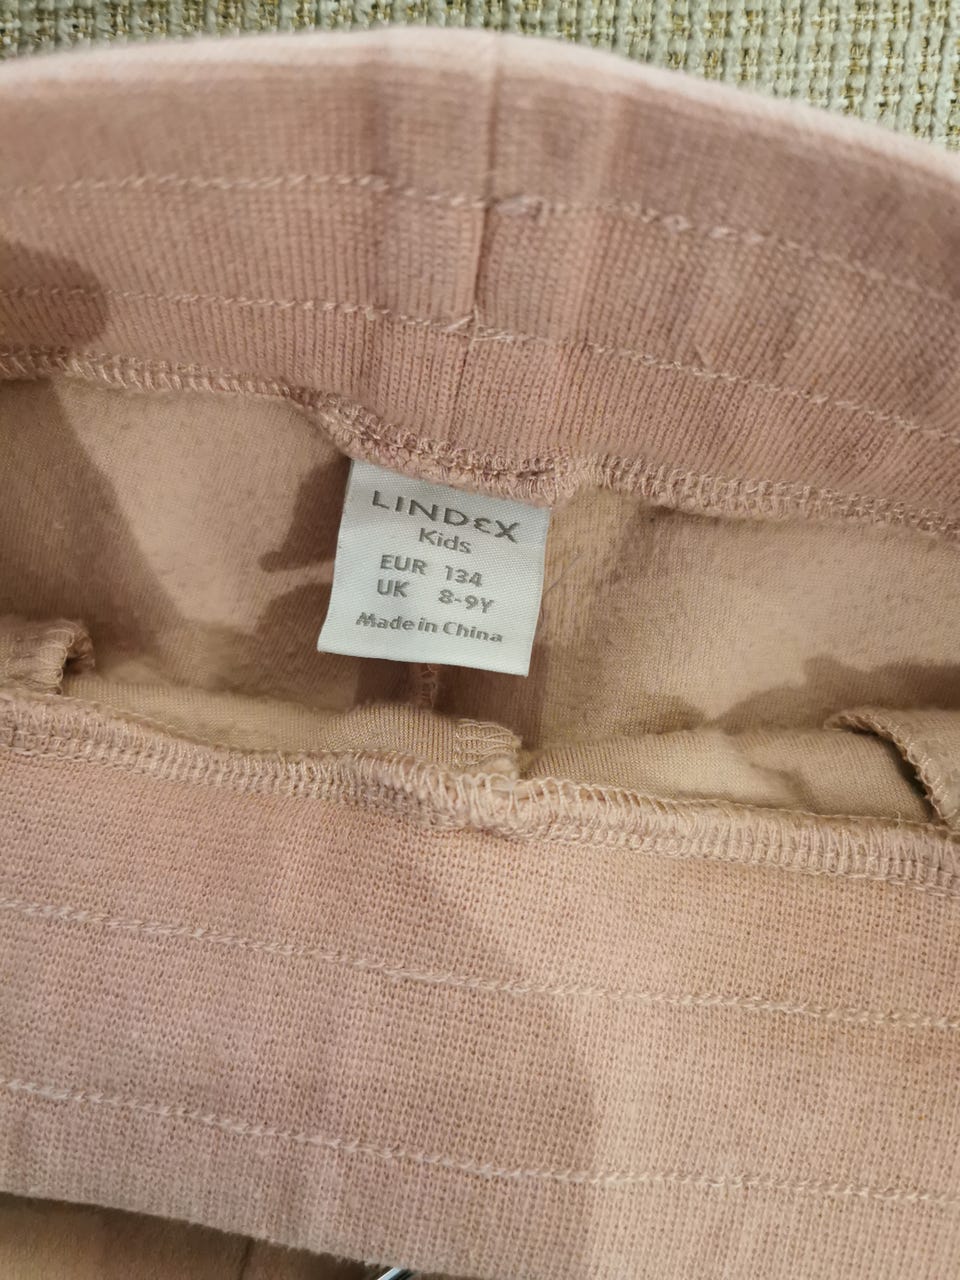 LINDEX
Kids
EUR 134
UK 8-9Y
Made in China